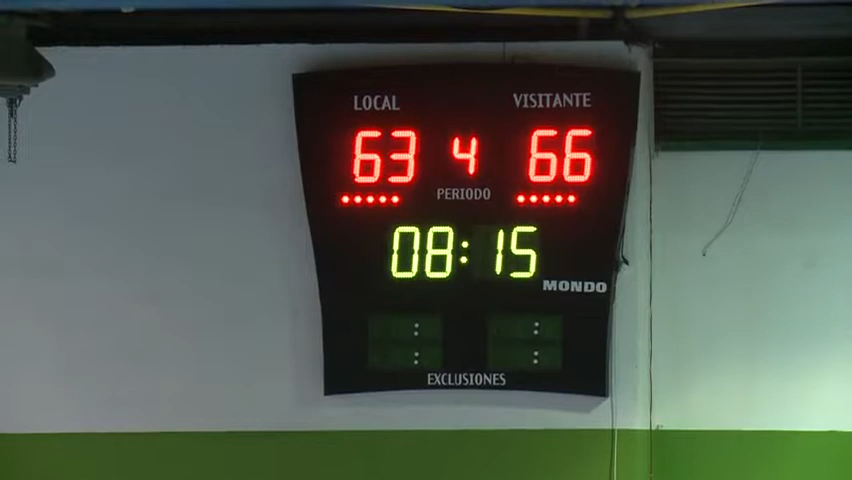 LOCAL VISITANTE
63 4 66
PERIODO
08:15
MONDO
: :
: :
EXCLUSIONES